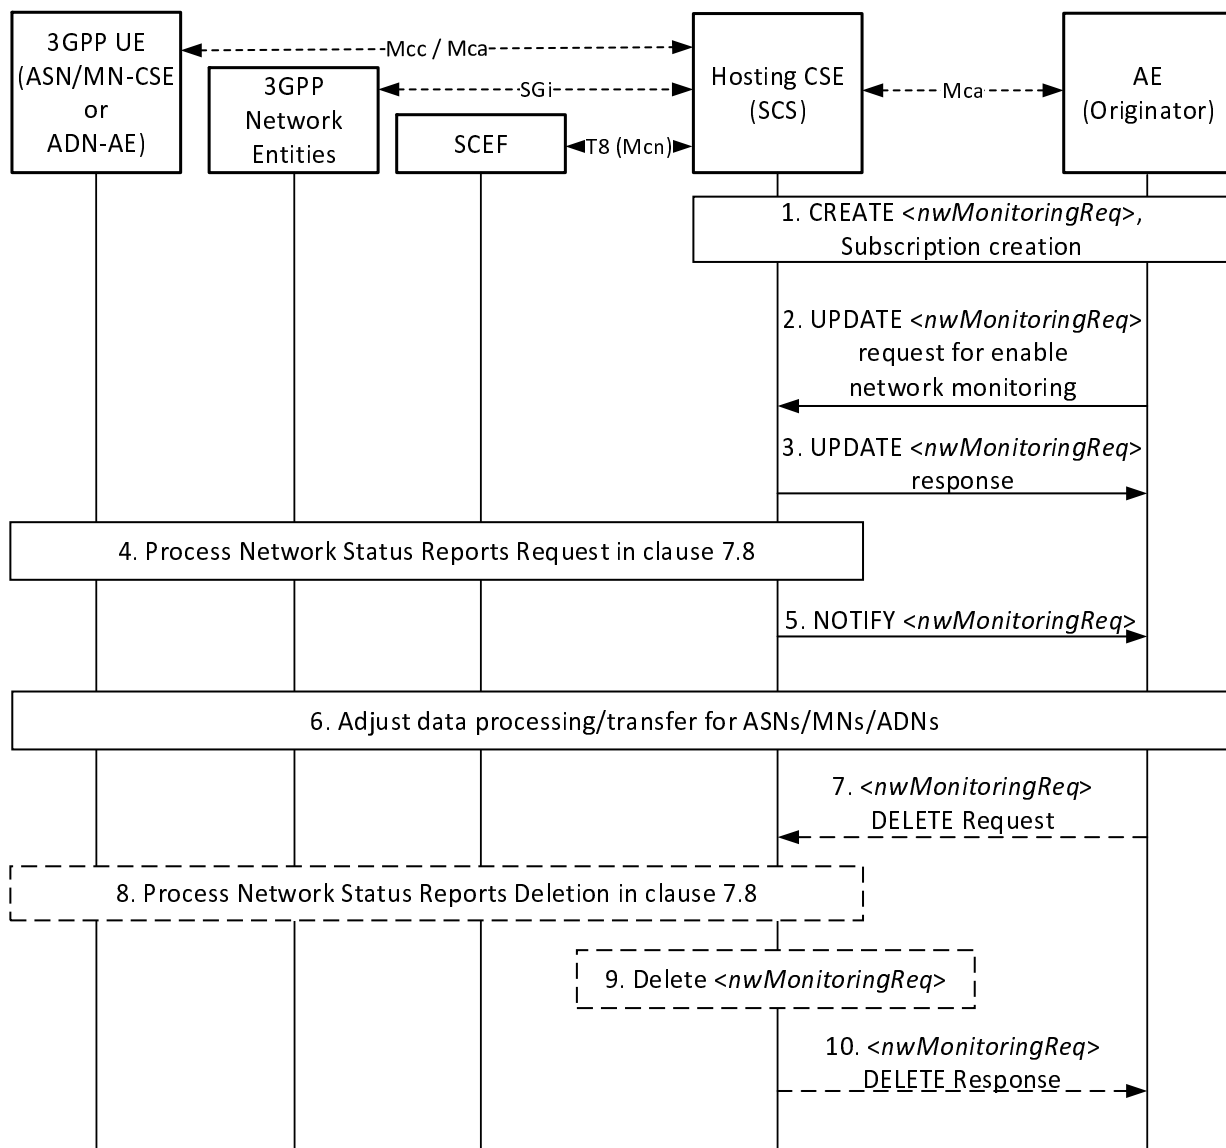 3GPP UE
(ASN/MN-CSE
or
ADN-AE)
Mcc / Mca
3GPP
Network
Entities
SGi
SCEF
T8 (Mcn)
Hosting CSE
(SCS)
Mca
AE
(Originator)
1. CREATE <nwMonitoringReq>,
Subscription creation
2. UPDATE <nwMonitoringReq>
request for enable
network monitoring
3. UPDATE <nwMonitoringReq>
response
4. Process Network Status Reports Request in clause 7.8
5. NOTIFY <nwMonitoringReq>
6. Adjust data processing/transfer for ASNs/MNs/ADNs
7. <nwMonitoringReq>
DELETE Request
8. Process Network Status Reports Deletion in clause 7.8
9. Delete <nwMonitoringReq>
10. <nwMonitoringReq>
DELETE Response